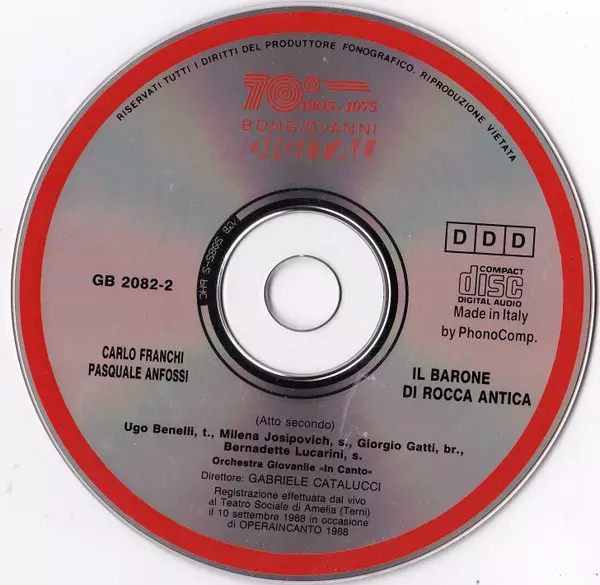 RISERVATI TUTTI I DIRITTI DEL PRODUTTORE FONOGRAFICO. RIPRODUZIONE VIETATA
70° 1905-1975
BONGIOVANNI
DIGITAL
GB 2082-2
DDD
COMPACT
disc
DIGITAL AUDIO
Made in Italy
by PhonoComp.
CARLO FRANCHI
PASQUALE ANFOSSI
IL BARONE
DI ROCCA ANTICA
(Atto secondo)
Ugo Benelli, t., Milena Josipovich, s., Giorgio Gatti, br.,
Bernadette Lucarini, s.
Orchestra Giovanile «In Canto»
Direttore: GABRIELE CATALUCCI
Registrazione effettuata dal vivo
al Teatro Sociale di Amelia (Terni)
il 10 settembre 1988 in occasione
di OPERAINCANTO 1988